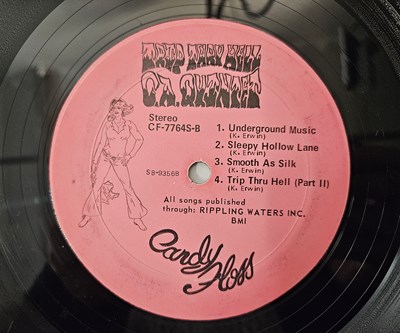 TRIP THRU HELL
C.A. QUINTET
Stereo
CF-7764S-B
1. Underground Music
(K. Erwin)
2. Sleepy Hollow Lane
(K. Erwin)
3. Smooth As Silk
(K. Erwin)
4. Trip Thru Hell (Part II)
(K. Erwin)
SS-9356B
All songs published
through: RIPPLING WATERS INC.
BMI
Candy Floss